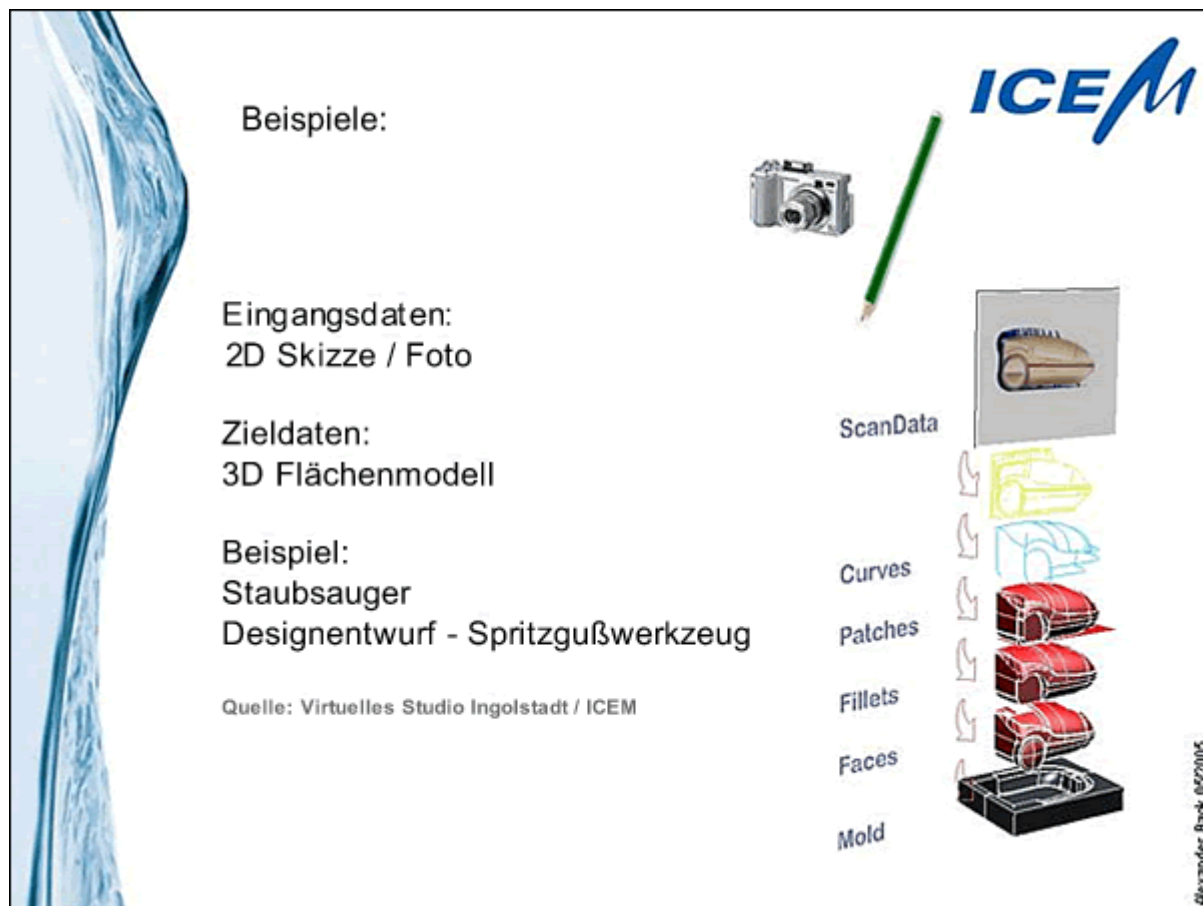 ICEM
Beispiele:
Eingangsdaten:
2D Skizze / Foto
Zieldaten:
3D Flächenmodell
Beispiel:
Staubsauger
Designentwurf - Spritzgußwerkzeug
Quelle: Virtuelles Studio Ingolstadt / ICEM
ScanData
Curves
Patches
Fillets
Faces
Mold